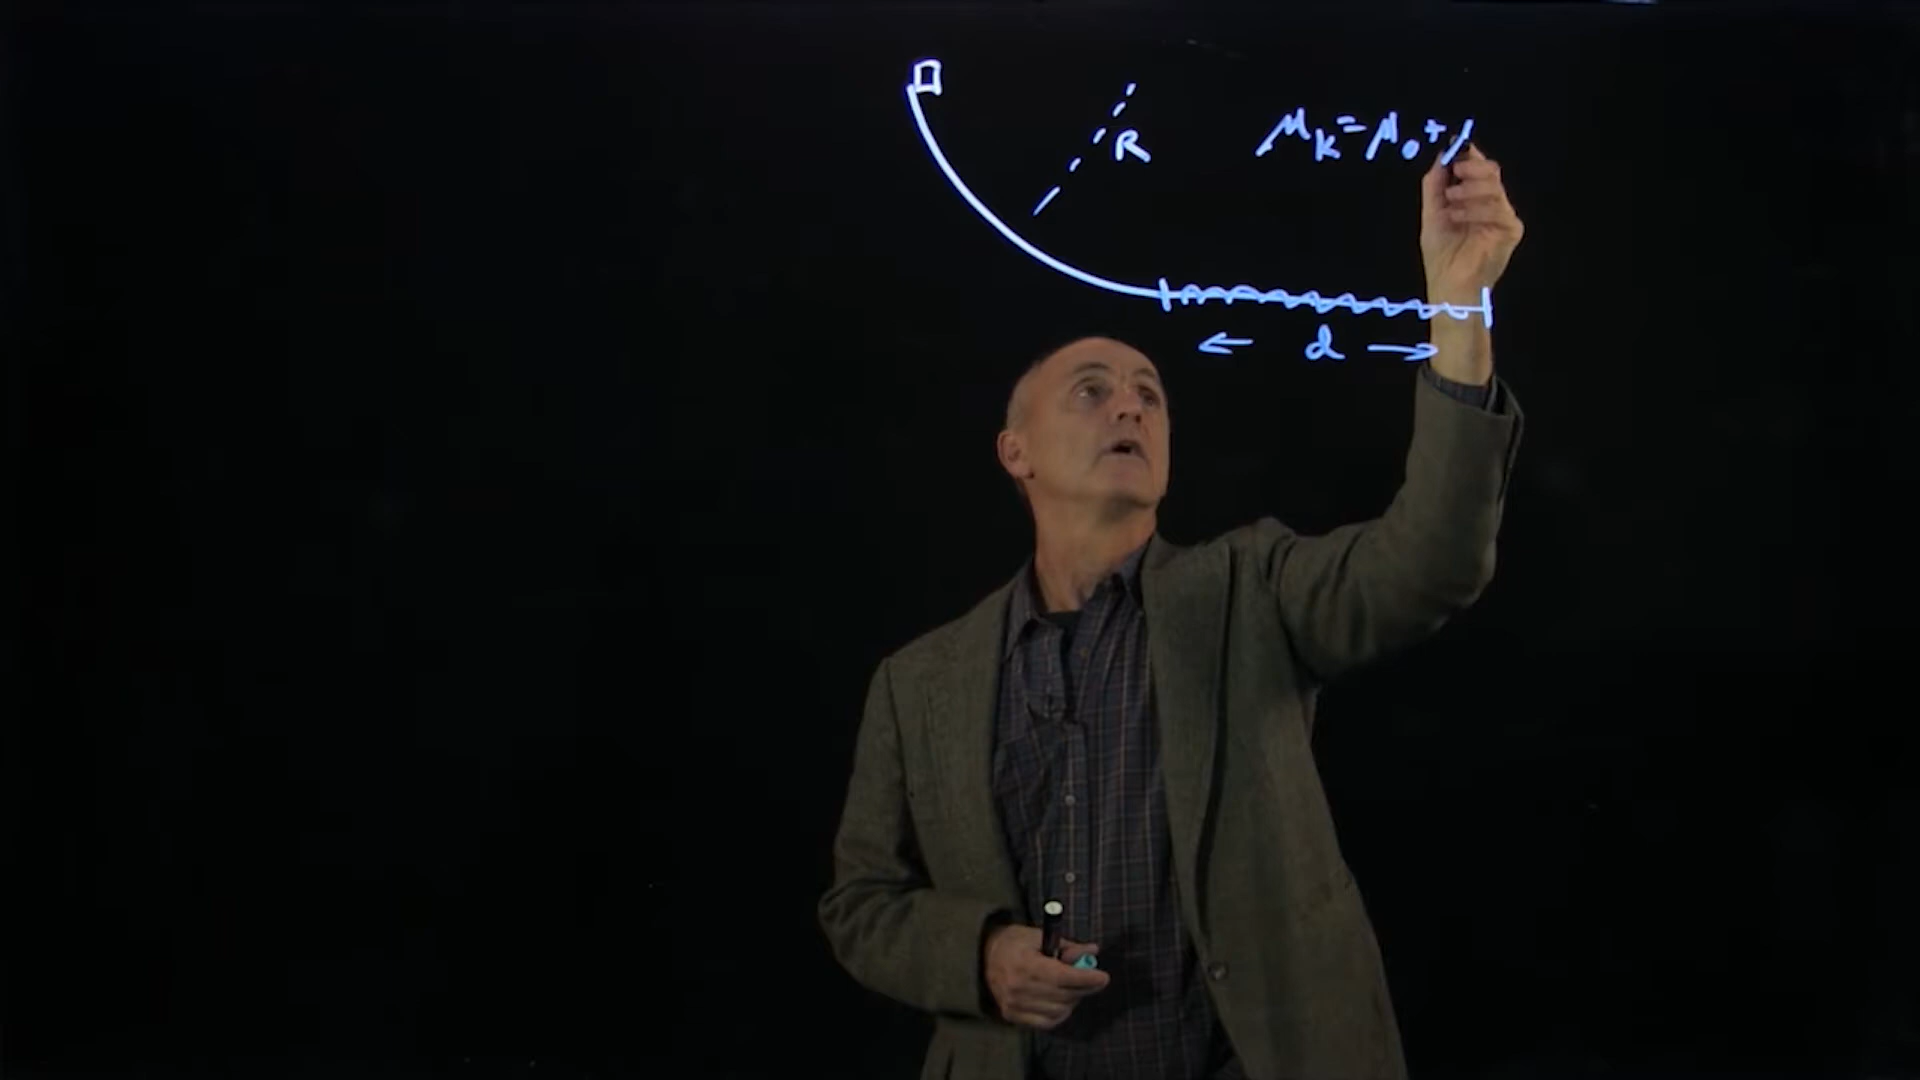 R
μₖ = μ₀ +
← d →